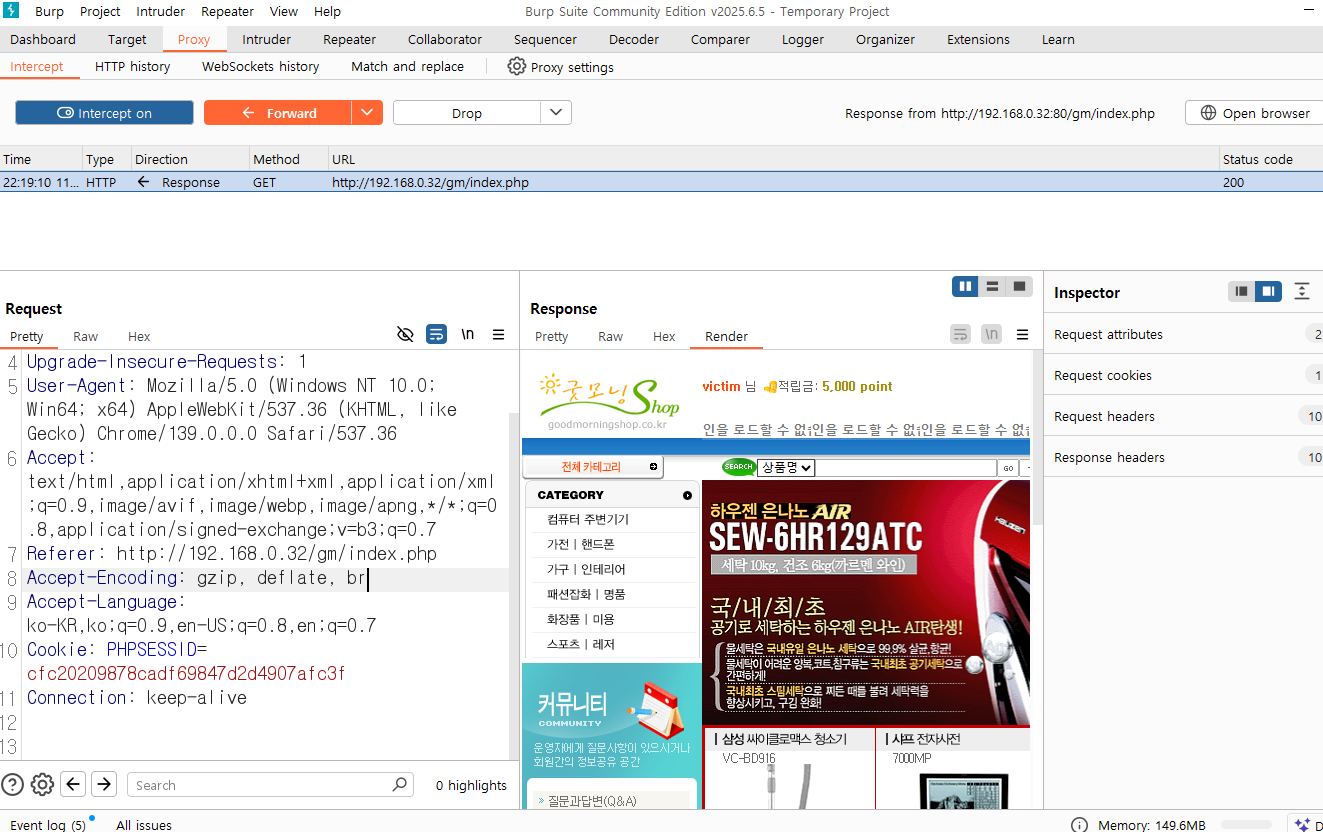 Burp Project Intruder Repeater View Help
Burp Suite Community Edition v2025.6.5 - Temporary Project
Dashboard Target Proxy Intruder Repeater Collaborator Sequencer Decoder Comparer Logger Organizer Extensions Learn
Intercept HTTP history WebSockets history Match and replace Proxy settings
Intercept on Forward Drop Response from http://192.168.0.32:80/gm/index.php Open browser
Time Type Direction Method URL Status code
22:19:10 11... HTTP Response GET http://192.168.0.32/gm/index.php 200
Request
Pretty Raw Hex \n
4 Upgrade-Insecure-Requests: 1
5 User-Agent: Mozilla/5.0 (Windows NT 10.0;
Win64; x64) AppleWebKit/537.36 (KHTML, like
Gecko) Chrome/139.0.0.0 Safari/537.36
6 Accept:
text/html,application/xhtml+xml,application/xml
;q=0.9,image/avif,image/webp,image/apng,*/*;q=0
.8,application/signed-exchange;v=b3;q=0.7
7 Referer: http://192.168.0.32/gm/index.php
8 Accept-Encoding: gzip, deflate, br
9 Accept-Language:
ko-KR,ko;q=0.9,en-US;q=0.8,en;q=0.7
10 Cookie: PHPSESSID=
cfc20209878cadf69847d2d4907afc3f
11 Connection: keep-alive
12
13
Search
0 highlights
Response
Pretty Raw Hex Render \n
굿모닝Shop
goodmorningshop.co.kr
victim 님 적립금: 5,000 point
인을 로드할 수 없인을 로드할 수 없인을 로드할 수 없
전체 카테고리
SEARCH 상품명 GO
CATEGORY
컴퓨터 주변기기
가전 | 핸드폰
가구 | 인테리어
패션잡화 | 명품
화장품 | 미용
스포츠 | 레저
커뮤니티
COMMUNITY
운영자에게 질문사항이 있으시거나
회원간의 정보공유 공간
> 질문과답변(Q&A)
하우젠 은나노 AIR
SEW-6HR129ATC
세탁 10kg, 건조 6kg(까르멘 와인)
국/내/최/초
공기로 세탁하는 하우젠 은나노 AIR탄생!
물세탁은 국내유일 은나노 세탁으로 99.9% 살균,항균!
물세탁이 어려운 양복,코트,침구류는 국내최초 공기세탁으로
간편하게!
국내최초 스팀세탁으로 찌든 때를 불려 세탁력을
향상시키고, 구김 완화!
HAUZEN
삼성 싸이클로맥스 청소기
VC-BD916
샤프 전자사전
7000MP
Inspector
Request attributes 2
Request cookies 1
Request headers 10
Response headers 10
Event log (5) All issues
Memory: 149.6MB